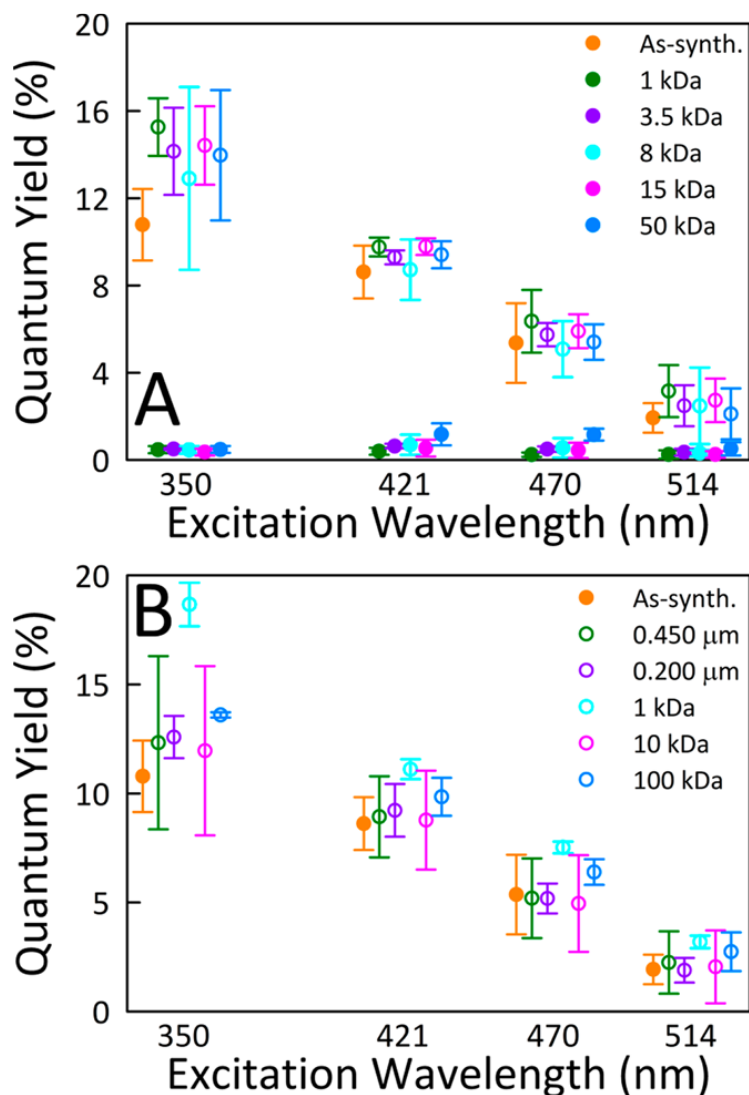 20
As-synth.
1 kDa
16
3.5 kDa
8 kDa
12
15 kDa
50 kDa
8
4
A
0
350 421 470 514
Quantum Yield (%)
Excitation Wavelength (nm)
20
B
As-synth.
0.450 μm
0.200 μm
15
1 kDa
10 kDa
100 kDa
10
5
0
350 421 470 514
Quantum Yield (%)
Excitation Wavelength (nm)